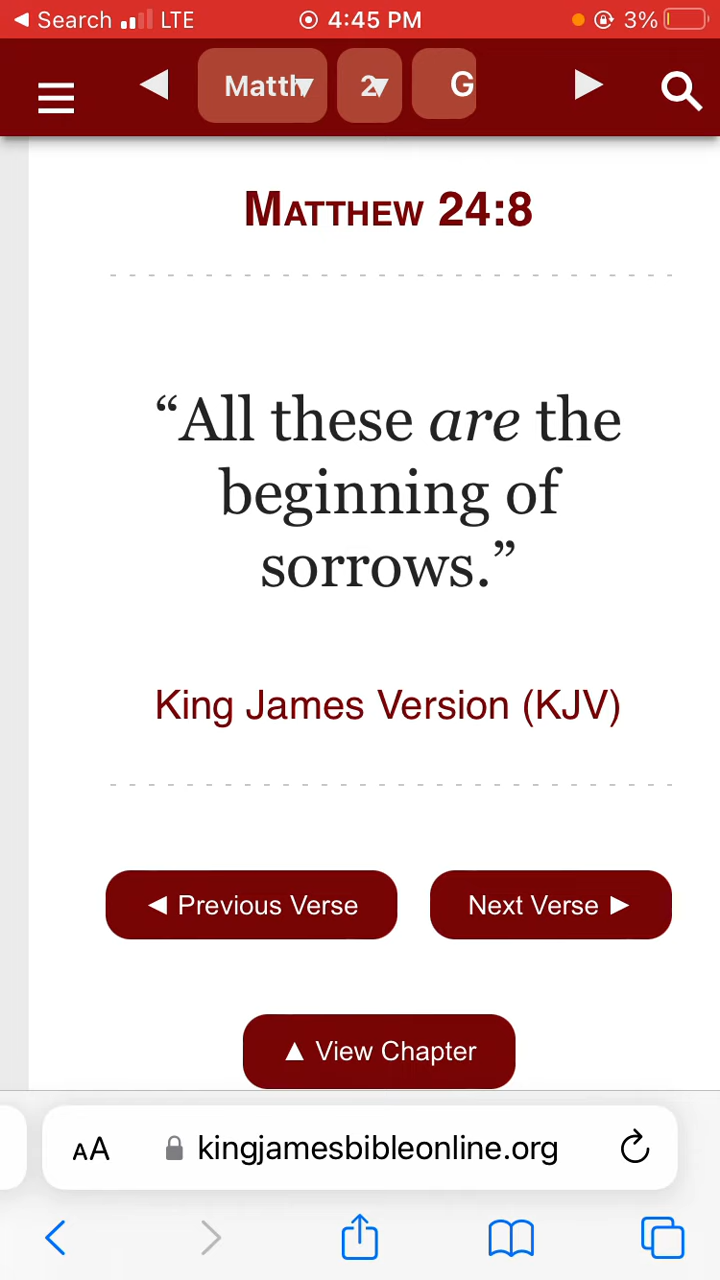 ◀ Search LTE 4:45 PM 3%
Matth 2 G
MATTHEW 24:8
“All these are the
beginning of
sorrows.”
King James Version (KJV)
◀ Previous Verse Next Verse ▶
▲ View Chapter
AA kingjamesbibleonline.org